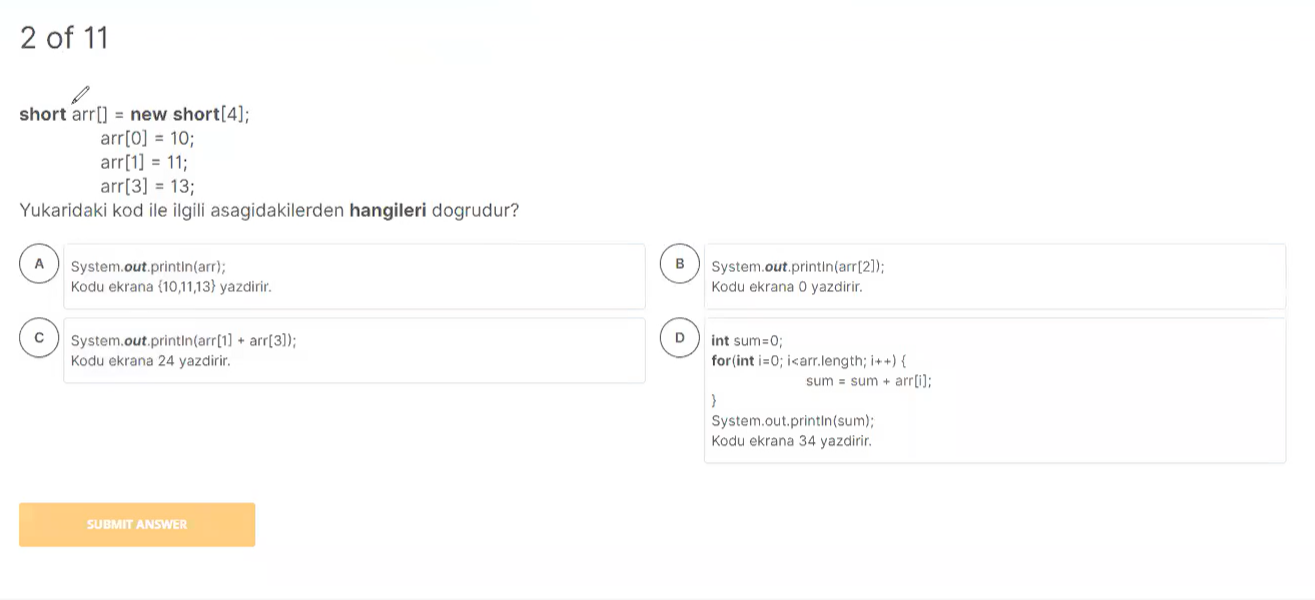 2 of 11
short arr[] = new short[4];
arr[0] = 10;
arr[1] = 11;
arr[3] = 13;
Yukaridaki kod ile ilgili asagidakilerden hangileri dogrudur?
A
System.out.println(arr);
Kodu ekrana {10,11,13} yazdirir.
B
System.out.println(arr[2]);
Kodu ekrana 0 yazdirir.
C
System.out.println(arr[1] + arr[3]);
Kodu ekrana 24 yazdirir.
D
int sum=0;
for(int i=0; i<arr.length; i++) {
sum = sum + arr[i];
}
System.out.println(sum);
Kodu ekrana 34 yazdirir.
SUBMIT ANSWER